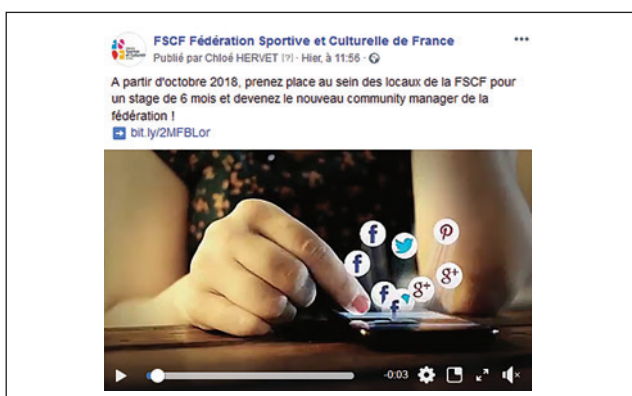 FSCF Fédération Sportive et Culturelle de France
Publié par Chloé HERVET [?] · Hier, à 11:56 ·
A partir d'octobre 2018, prenez place au sein des locaux de la FSCF pour
un stage de 6 mois et devenez le nouveau community manager de la
fédération !
bit.ly/2MFBLor
f
f
f
f
g+
g+
-0:03